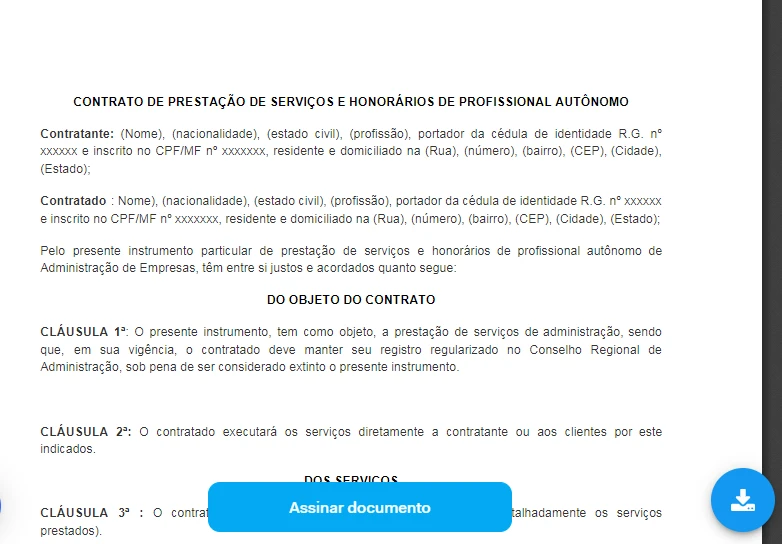 CONTRATO DE PRESTAÇÃO DE SERVIÇOS E HONORÁRIOS DE PROFISSIONAL AUTÔNOMO
Contratante: (Nome), (nacionalidade), (estado civil), (profissão), portador da cédula de identidade R.G. nº
xxxxxx e inscrito no CPF/MF nº xxxxxxx, residente e domiciliado na (Rua), (número), (bairro), (CEP), (Cidade),
(Estado);
Contratado : Nome), (nacionalidade), (estado civil), (profissão), portador da cédula de identidade R.G. nº xxxxxx
e inscrito no CPF/MF nº xxxxxxx, residente e domiciliado na (Rua), (número), (bairro), (CEP), (Cidade), (Estado);
Pelo presente instrumento particular de prestação de serviços e honorários de profissional autônomo de
Administração de Empresas, têm entre si justos e acordados quanto segue:
DO OBJETO DO CONTRATO
CLÁUSULA 1ª: O presente instrumento, tem como objeto, a prestação de serviços de administração, sendo
que, em sua vigência, o contratado deve manter seu registro regularizado no Conselho Regional de
Administração, sob pena de ser considerado extinto o presente instrumento.
CLÁUSULA 2ª: O contratado executará os serviços diretamente a contratante ou aos clientes por este
indicados.
DOS SERVIÇOS
CLÁUSULA 3ª : O contrat talhadamente os serviços
Assinar documento
prestados).